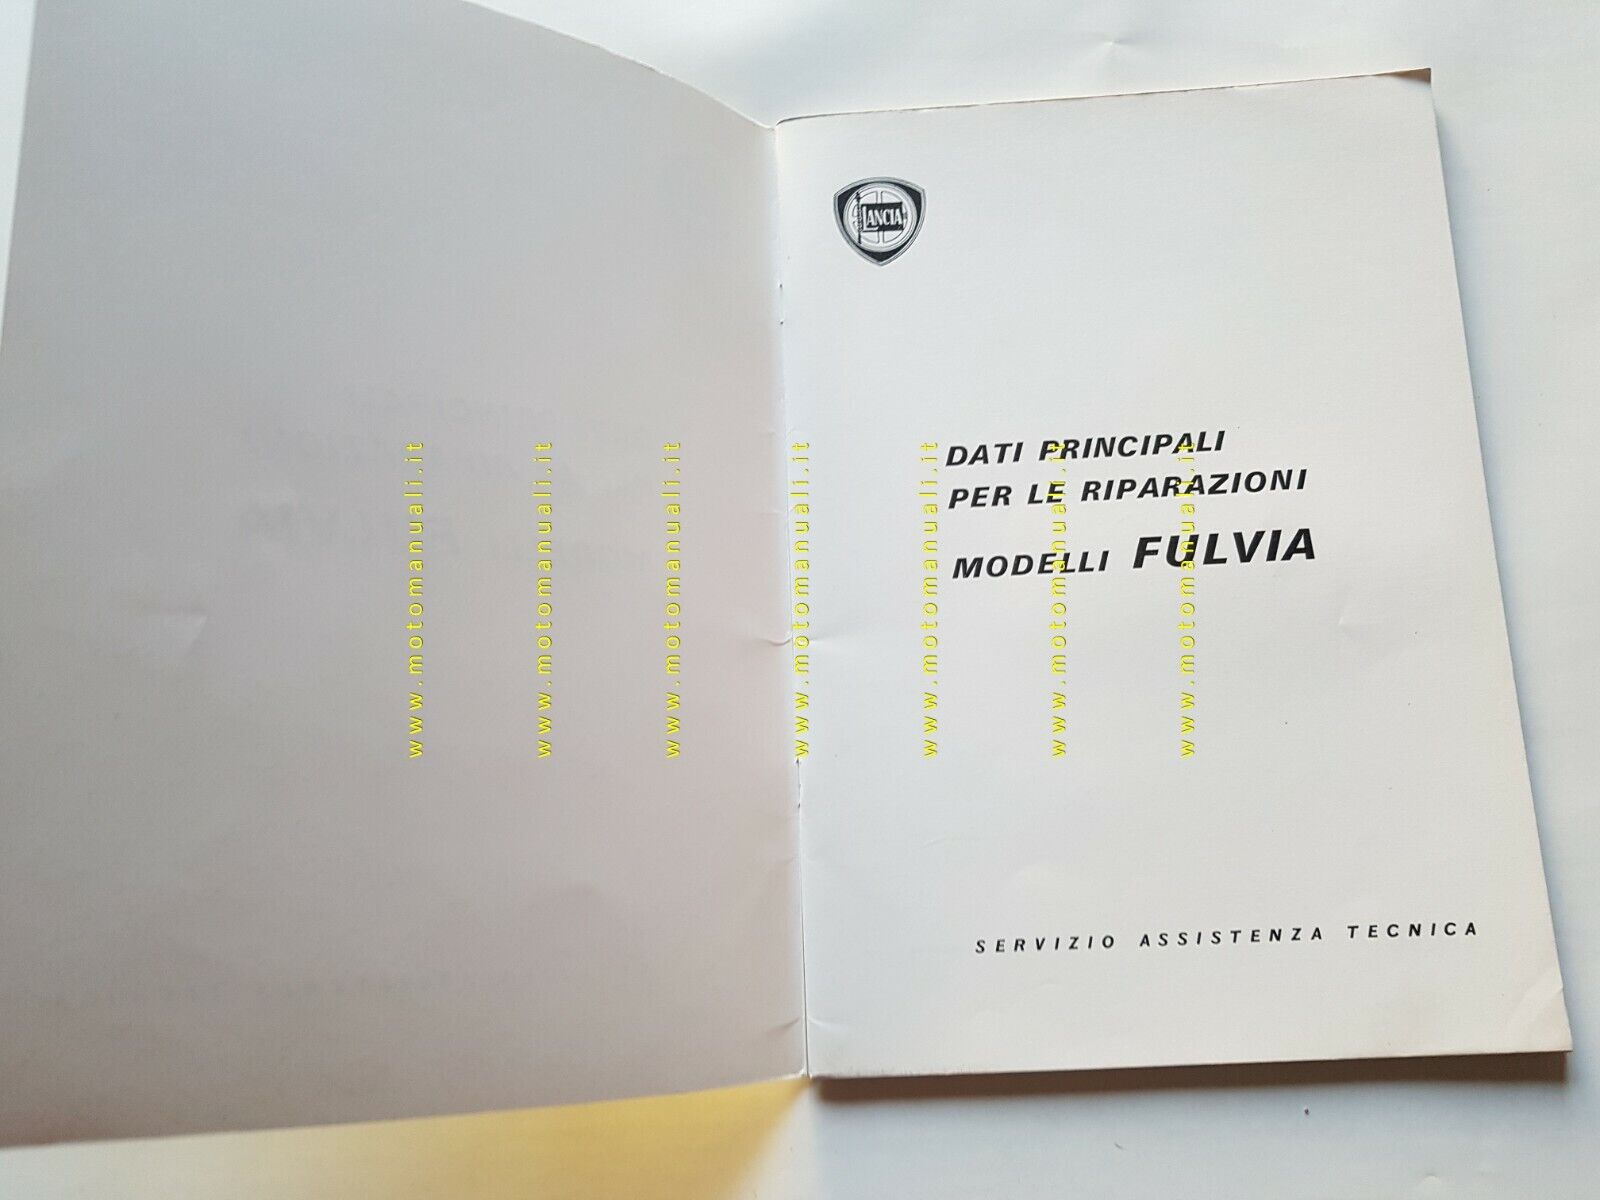 LANCIA
DATI PRINCIPALI
PER LE RIPARAZIONI
MODELLI FULVIA
SERVIZIO ASSISTENZA TECNICA
www.motomanuali.it
www.motomanuali.it
www.motomanuali.it
www.motomanuali.it
www.motomanuali.it
www.motomanuali.it
www.motomanuali.it